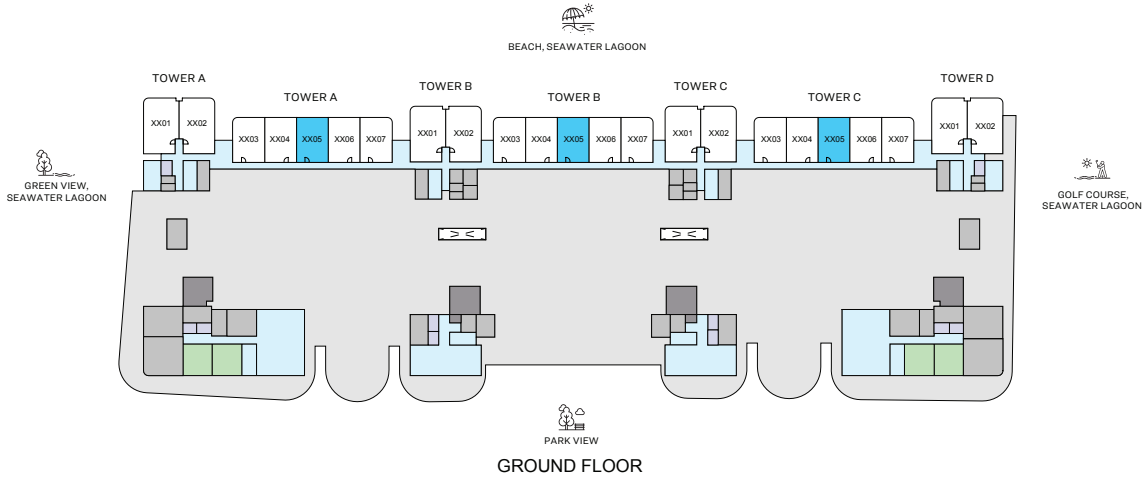 BEACH, SEAWATER LAGOON
TOWER A
TOWER A
TOWER B
TOWER B
TOWER C
TOWER C
TOWER D
XX01 XX02
XX03 XX04 XX05 XX06 XX07
XX01 XX02
XX03 XX04 XX05 XX06 XX07
XX01 XX02
XX03 XX04 XX05 XX06 XX07
XX01 XX02
GREEN VIEW,
SEAWATER LAGOON
GOLF COURSE,
SEAWATER LAGOON
PARK VIEW
GROUND FLOOR